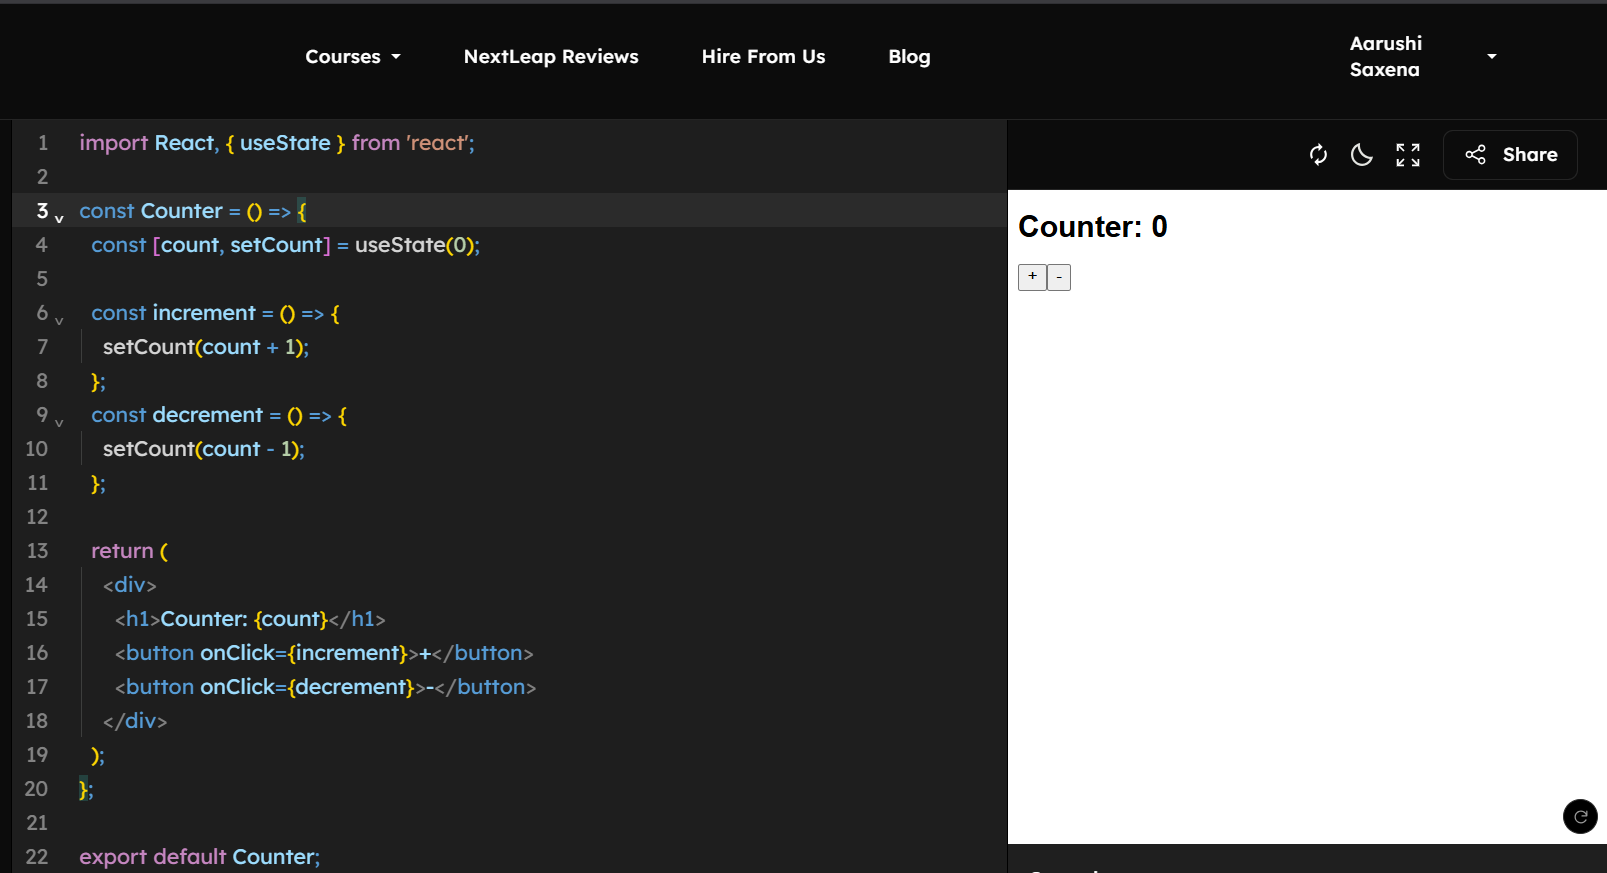 Courses
NextLeap Reviews
Hire From Us
Blog
Aarushi
Saxena
1 import React, { useState } from 'react';
2
3 const Counter = () => {
4 const [count, setCount] = useState(0);
5
6 const increment = () => {
7 setCount(count + 1);
8 };
9 const decrement = () => {
10 setCount(count - 1);
11 };
12
13 return (
14 <div>
15 <h1>Counter: {count}</h1>
16 <button onClick={increment}>+</button>
17 <button onClick={decrement}>-</button>
18 </div>
19 );
20 };
21
22 export default Counter;
Share
Counter: 0
+ -